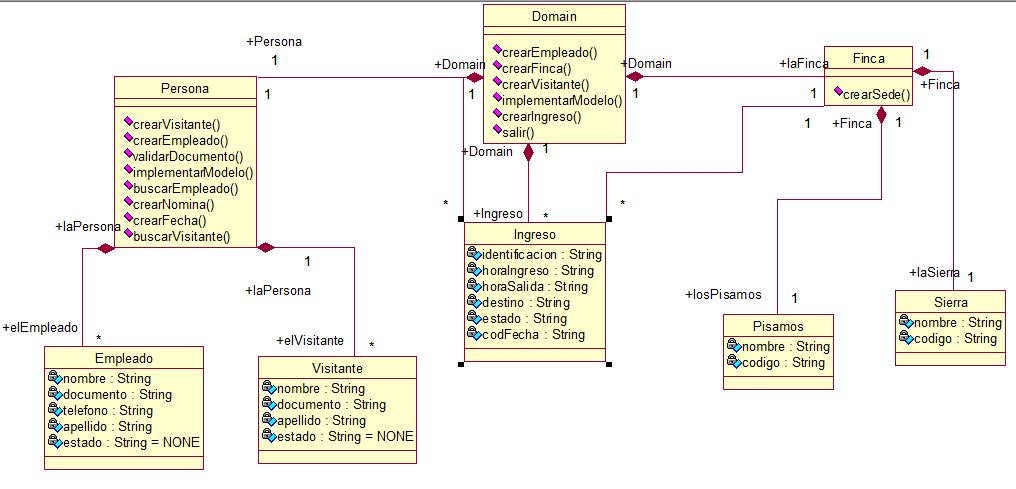 Domain
crearEmpleado()
crearFinca()
crearVisitante()
implementarModelo()
crearIngreso()
salir()
+Persona
1
+Domain
1
+Domain
1
+laFinca
1
Finca
crearSede()
1
+Finca
+Finca
1
1
Persona
crearVisitante()
crearEmpleado()
validarDocumento()
implementarModelo()
buscarEmpleado()
crearNomina()
crearFecha()
buscarVisitante()
1
+Domain
1
*
+Ingreso
*
*
Ingreso
identificacion : String
horaIngreso : String
horaSalida : String
destino : String
estado : String
codFecha : String
+laPersona
1
+laPersona
+elEmpleado
*
+elVisitante
*
Empleado
nombre : String
documento : String
telefono : String
apellido : String
estado : String = NONE
Visitante
nombre : String
documento : String
apellido : String
estado : String = NONE
+losPisamos
1
+laSierra
1
Pisamos
nombre : String
codigo : String
Sierra
nombre : String
codigo : String